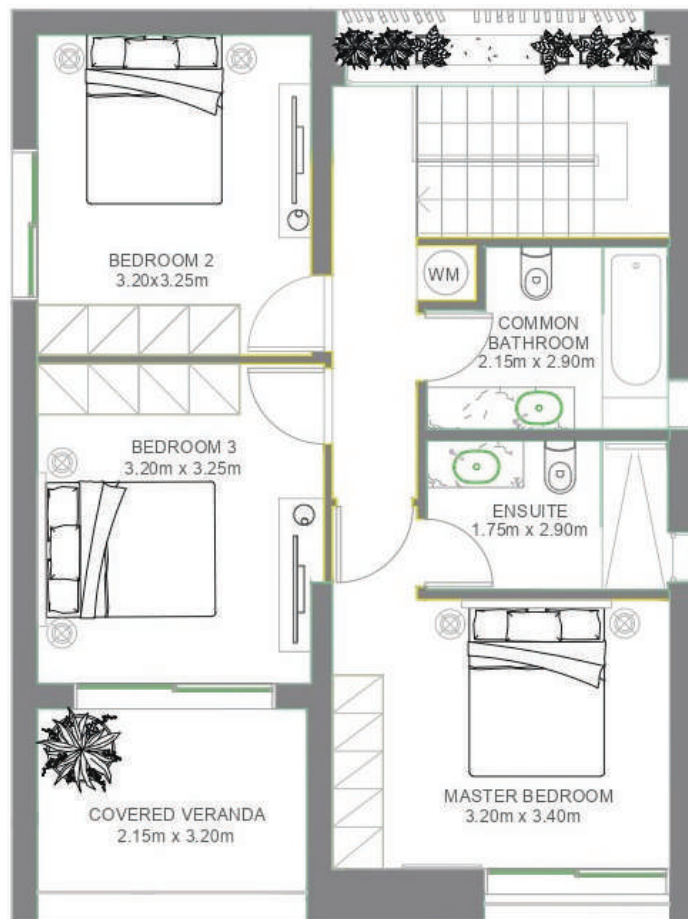 BEDROOM 2
3.20x3.25m
WM
COMMON
BATHROOM
2.15m x 2.90m
BEDROOM 3
3.20m x 3.25m
ENSUITE
1.75m x 2.90m
MASTER BEDROOM
3.20m x 3.40m
COVERED VERANDA
2.15m x 3.20m